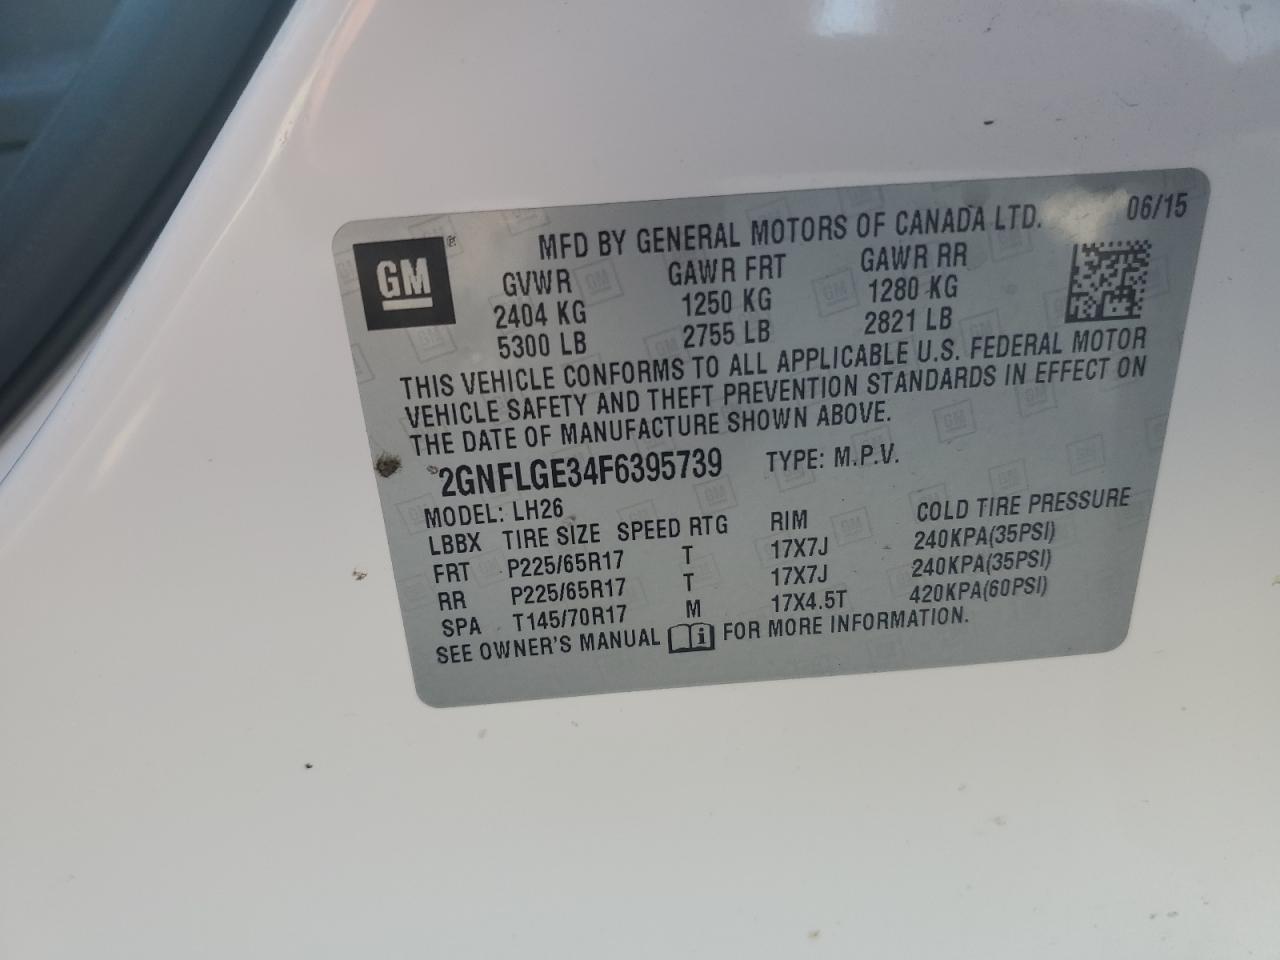 06/15
GM
MFD BY GENERAL MOTORS OF CANADA LTD.
GVWR GAWR FRT GAWR RR
2404 KG 1250 KG 1280 KG
5300 LB 2755 LB 2821 LB
THIS VEHICLE CONFORMS TO ALL APPLICABLE U.S. FEDERAL MOTOR
VEHICLE SAFETY AND THEFT PREVENTION STANDARDS IN EFFECT ON
THE DATE OF MANUFACTURE SHOWN ABOVE.
2GNFLGE34F6395739 TYPE: M.P.V.
MODEL: LH26
LBBX TIRE SIZE SPEED RTG RIM COLD TIRE PRESSURE
FRT P225/65R17 T 17X7J 240KPA(35PSI)
RR P225/65R17 T 17X7J 240KPA(35PSI)
SPA T145/70R17 M 17X4.5T 420KPA(60PSI)
SEE OWNER'S MANUAL i FOR MORE INFORMATION.